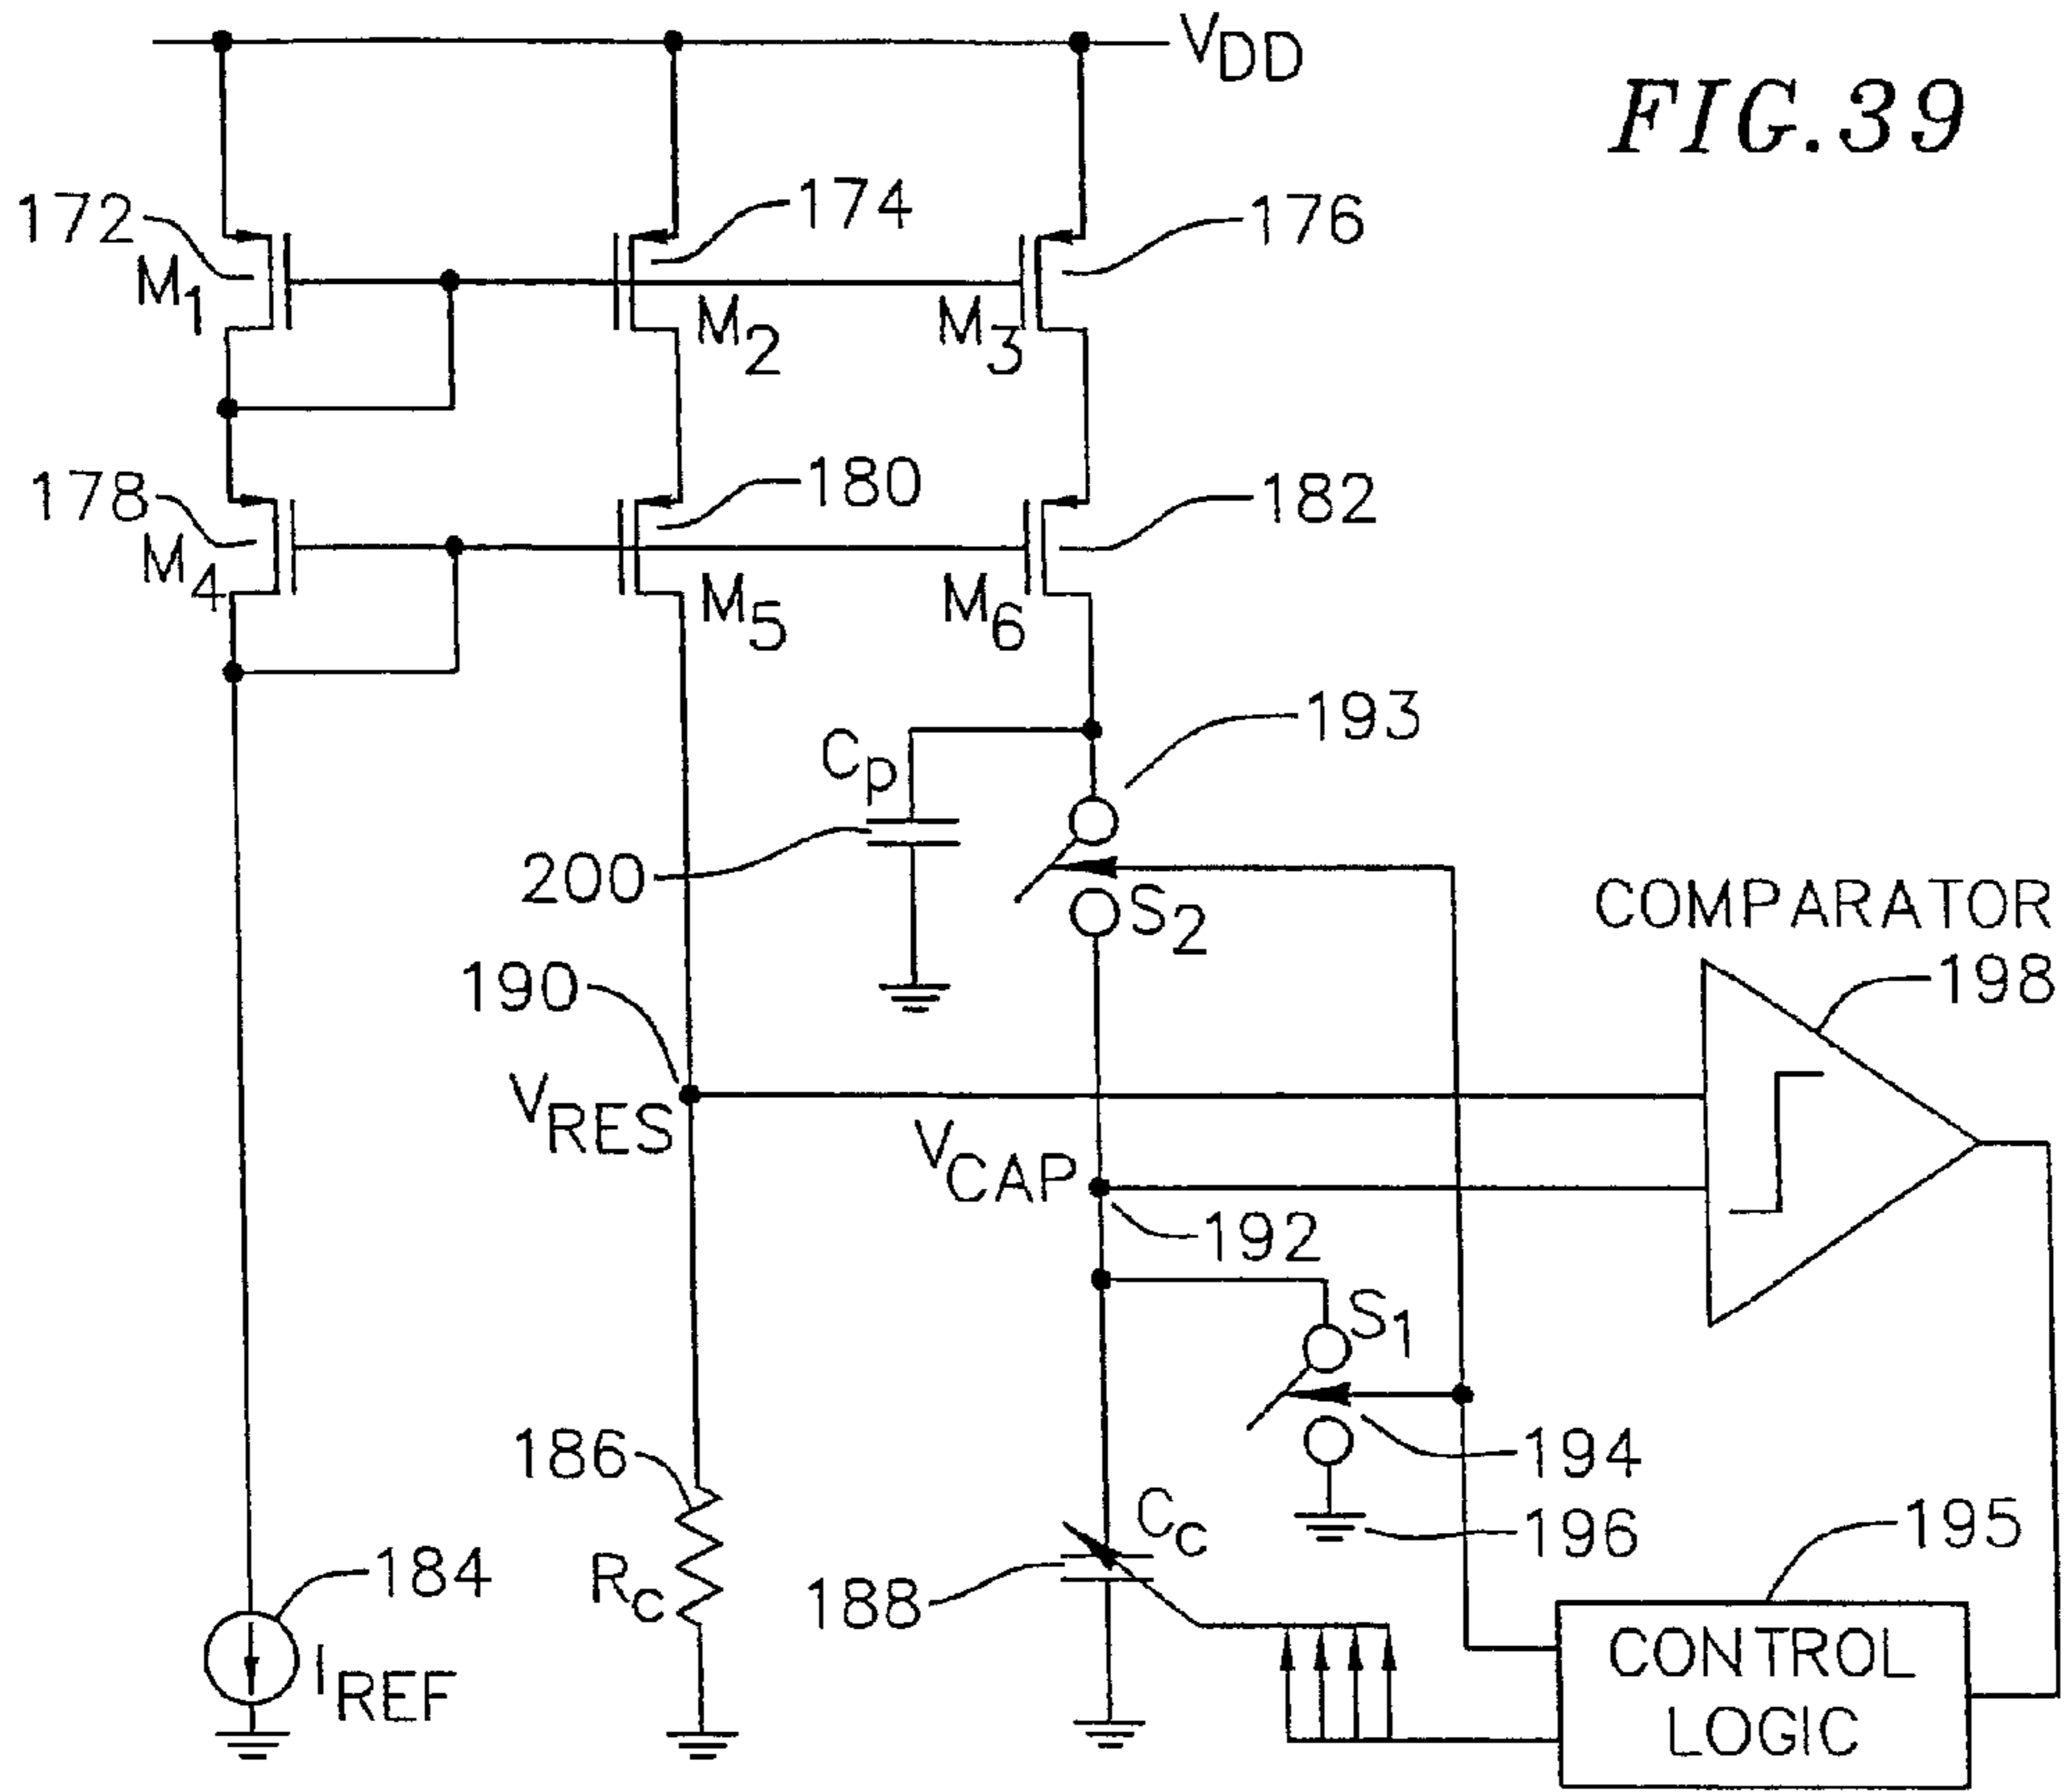 V_DD
FIG.39
172
174
176
M_1
M_2
M_3
178
180
182
M_4
M_5
M_6
193
C_p
200
S_2
COMPARATOR
198
190
V_RES
V_CAP
192
S_1
194
186
C_c
196
195
184
R_c
188
I_REF
CONTROL
LOGIC